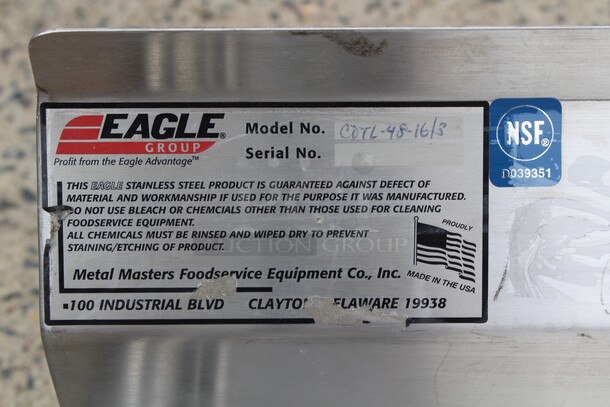 EAGLE®
GROUP
Profit from the Eagle Advantage™
Model No. CDTL-48-16/3
Serial No.
NSF®
D039351
THIS EAGLE STAINLESS STEEL PRODUCT IS GUARANTEED AGAINST DEFECT OF
MATERIAL AND WORKMANSHIP IF USED FOR THE PURPOSE IT WAS MANUFACTURED.
DO NOT USE BLEACH OR CHEMCIALS OTHER THAN THOSE USED FOR CLEANING
FOODSERVICE EQUIPMENT.
ALL CHEMICALS MUST BE RINSED AND WIPED DRY TO PREVENT
STAINING/ETCHING OF PRODUCT.
AUCTION GROUP
PROUDLY
MADE IN THE USA
Metal Masters Foodservice Equipment Co., Inc.
▪100 INDUSTRIAL BLVD CLAYTO ELAWARE 19938